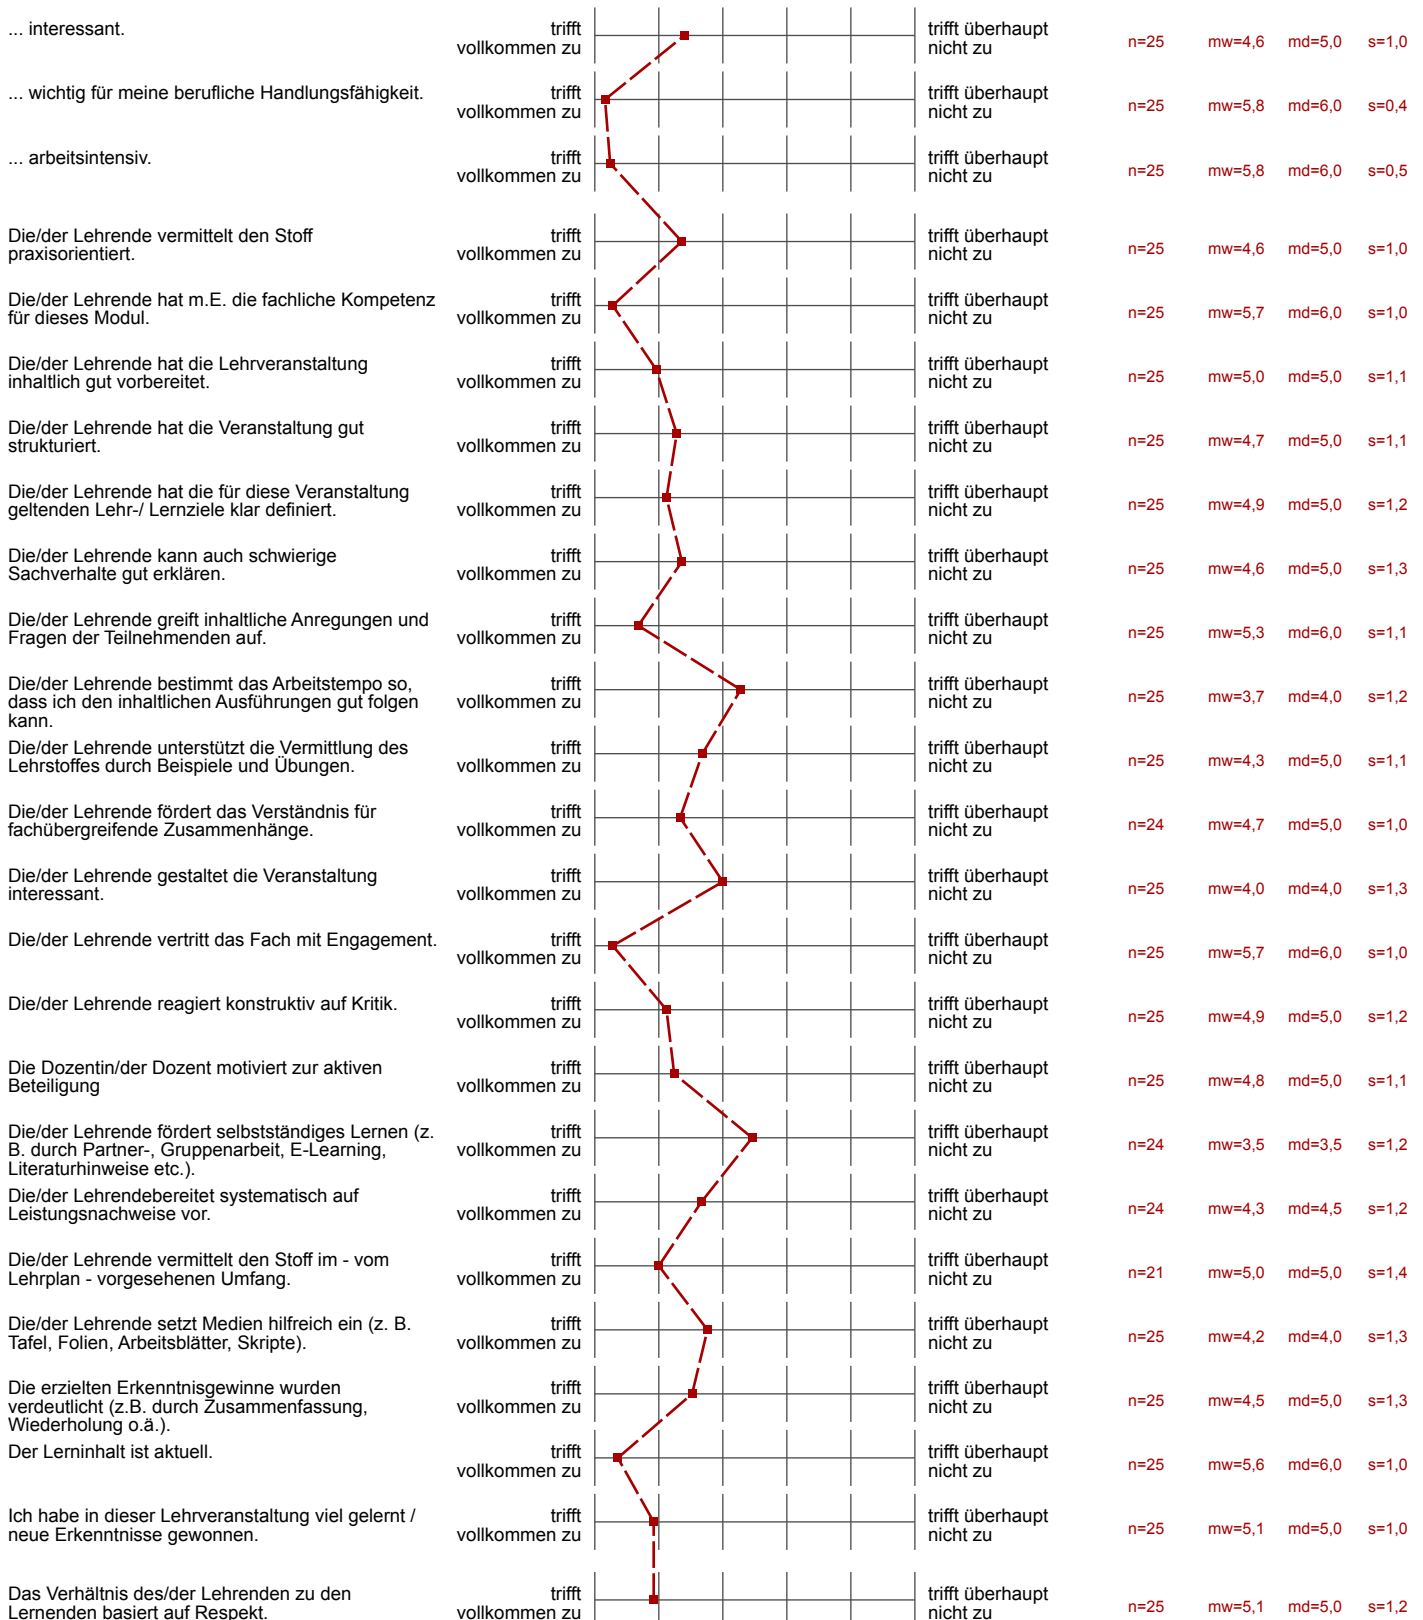 ... interessant.
trifft
vollkommen zu
trifft überhaupt
nicht zu
n=25 mw=4,6 md=5,0 s=1,0
... wichtig für meine berufliche Handlungsfähigkeit.
trifft
vollkommen zu
trifft überhaupt
nicht zu
n=25 mw=5,8 md=6,0 s=0,4
... arbeitsintensiv.
trifft
vollkommen zu
trifft überhaupt
nicht zu
n=25 mw=5,8 md=6,0 s=0,5
Die/der Lehrende vermittelt den Stoff
praxisorientiert.
trifft
vollkommen zu
trifft überhaupt
nicht zu
n=25 mw=4,6 md=5,0 s=1,0
Die/der Lehrende hat m.E. die fachliche Kompetenz
für dieses Modul.
trifft
vollkommen zu
trifft überhaupt
nicht zu
n=25 mw=5,7 md=6,0 s=1,0
Die/der Lehrende hat die Lehrveranstaltung
inhaltlich gut vorbereitet.
trifft
vollkommen zu
trifft überhaupt
nicht zu
n=25 mw=5,0 md=5,0 s=1,1
Die/der Lehrende hat die Veranstaltung gut
strukturiert.
trifft
vollkommen zu
trifft überhaupt
nicht zu
n=25 mw=4,7 md=5,0 s=1,1
Die/der Lehrende hat die für diese Veranstaltung
geltenden Lehr-/ Lernziele klar definiert.
trifft
vollkommen zu
trifft überhaupt
nicht zu
n=25 mw=4,9 md=5,0 s=1,2
Die/der Lehrende kann auch schwierige
Sachverhalte gut erklären.
trifft
vollkommen zu
trifft überhaupt
nicht zu
n=25 mw=4,6 md=5,0 s=1,3
Die/der Lehrende greift inhaltliche Anregungen und
Fragen der Teilnehmenden auf.
trifft
vollkommen zu
trifft überhaupt
nicht zu
n=25 mw=5,3 md=6,0 s=1,1
Die/der Lehrende bestimmt das Arbeitstempo so,
dass ich den inhaltlichen Ausführungen gut folgen
kann.
trifft
vollkommen zu
trifft überhaupt
nicht zu
n=25 mw=3,7 md=4,0 s=1,2
Die/der Lehrende unterstützt die Vermittlung des
Lehrstoffes durch Beispiele und Übungen.
trifft
vollkommen zu
trifft überhaupt
nicht zu
n=25 mw=4,3 md=5,0 s=1,1
Die/der Lehrende fördert das Verständnis für
fachübergreifende Zusammenhänge.
trifft
vollkommen zu
trifft überhaupt
nicht zu
n=24 mw=4,7 md=5,0 s=1,0
Die/der Lehrende gestaltet die Veranstaltung
interessant.
trifft
vollkommen zu
trifft überhaupt
nicht zu
n=25 mw=4,0 md=4,0 s=1,3
Die/der Lehrende vertritt das Fach mit Engagement.
trifft
vollkommen zu
trifft überhaupt
nicht zu
n=25 mw=5,7 md=6,0 s=1,0
Die/der Lehrende reagiert konstruktiv auf Kritik.
trifft
vollkommen zu
trifft überhaupt
nicht zu
n=25 mw=4,9 md=5,0 s=1,2
Die Dozentin/der Dozent motiviert zur aktiven
Beteiligung
trifft
vollkommen zu
trifft überhaupt
nicht zu
n=25 mw=4,8 md=5,0 s=1,1
Die/der Lehrende fördert selbstständiges Lernen (z.
B. durch Partner-, Gruppenarbeit, E-Learning,
Literaturhinweise etc.).
trifft
vollkommen zu
trifft überhaupt
nicht zu
n=24 mw=3,5 md=3,5 s=1,2
Die/der Lehrendebereitet systematisch auf
Leistungsnachweise vor.
trifft
vollkommen zu
trifft überhaupt
nicht zu
n=24 mw=4,3 md=4,5 s=1,2
Die/der Lehrende vermittelt den Stoff im - vom
Lehrplan - vorgesehenen Umfang.
trifft
vollkommen zu
trifft überhaupt
nicht zu
n=21 mw=5,0 md=5,0 s=1,4
Die/der Lehrende setzt Medien hilfreich ein (z. B.
Tafel, Folien, Arbeitsblätter, Skripte).
trifft
vollkommen zu
trifft überhaupt
nicht zu
n=25 mw=4,2 md=4,0 s=1,3
Die erzielten Erkenntnisgewinne wurden
verdeutlicht (z.B. durch Zusammenfassung,
Wiederholung o.ä.).
trifft
vollkommen zu
trifft überhaupt
nicht zu
n=25 mw=4,5 md=5,0 s=1,3
Der Lerninhalt ist aktuell.
trifft
vollkommen zu
trifft überhaupt
nicht zu
n=25 mw=5,6 md=6,0 s=1,0
Ich habe in dieser Lehrveranstaltung viel gelernt /
neue Erkenntnisse gewonnen.
trifft
vollkommen zu
trifft überhaupt
nicht zu
n=25 mw=5,1 md=5,0 s=1,0
Das Verhältnis des/der Lehrenden zu den
Lernenden basiert auf Respekt.
trifft
vollkommen zu
trifft überhaupt
nicht zu
n=25 mw=5,1 md=5,0 s=1,2